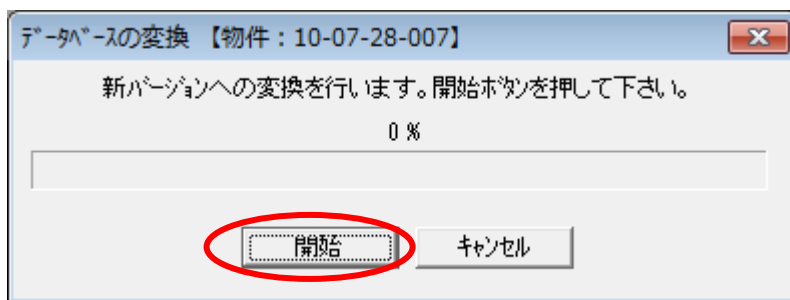 ﾃﾞｰﾀﾍﾞｰｽの変換 【物件：10-07-28-007】
新ﾊﾞｰｼﾞｮﾝへの変換を行います。開始ﾎﾞﾀﾝを押して下さい。
0 %
開始
ｷｬﾝｾﾙ